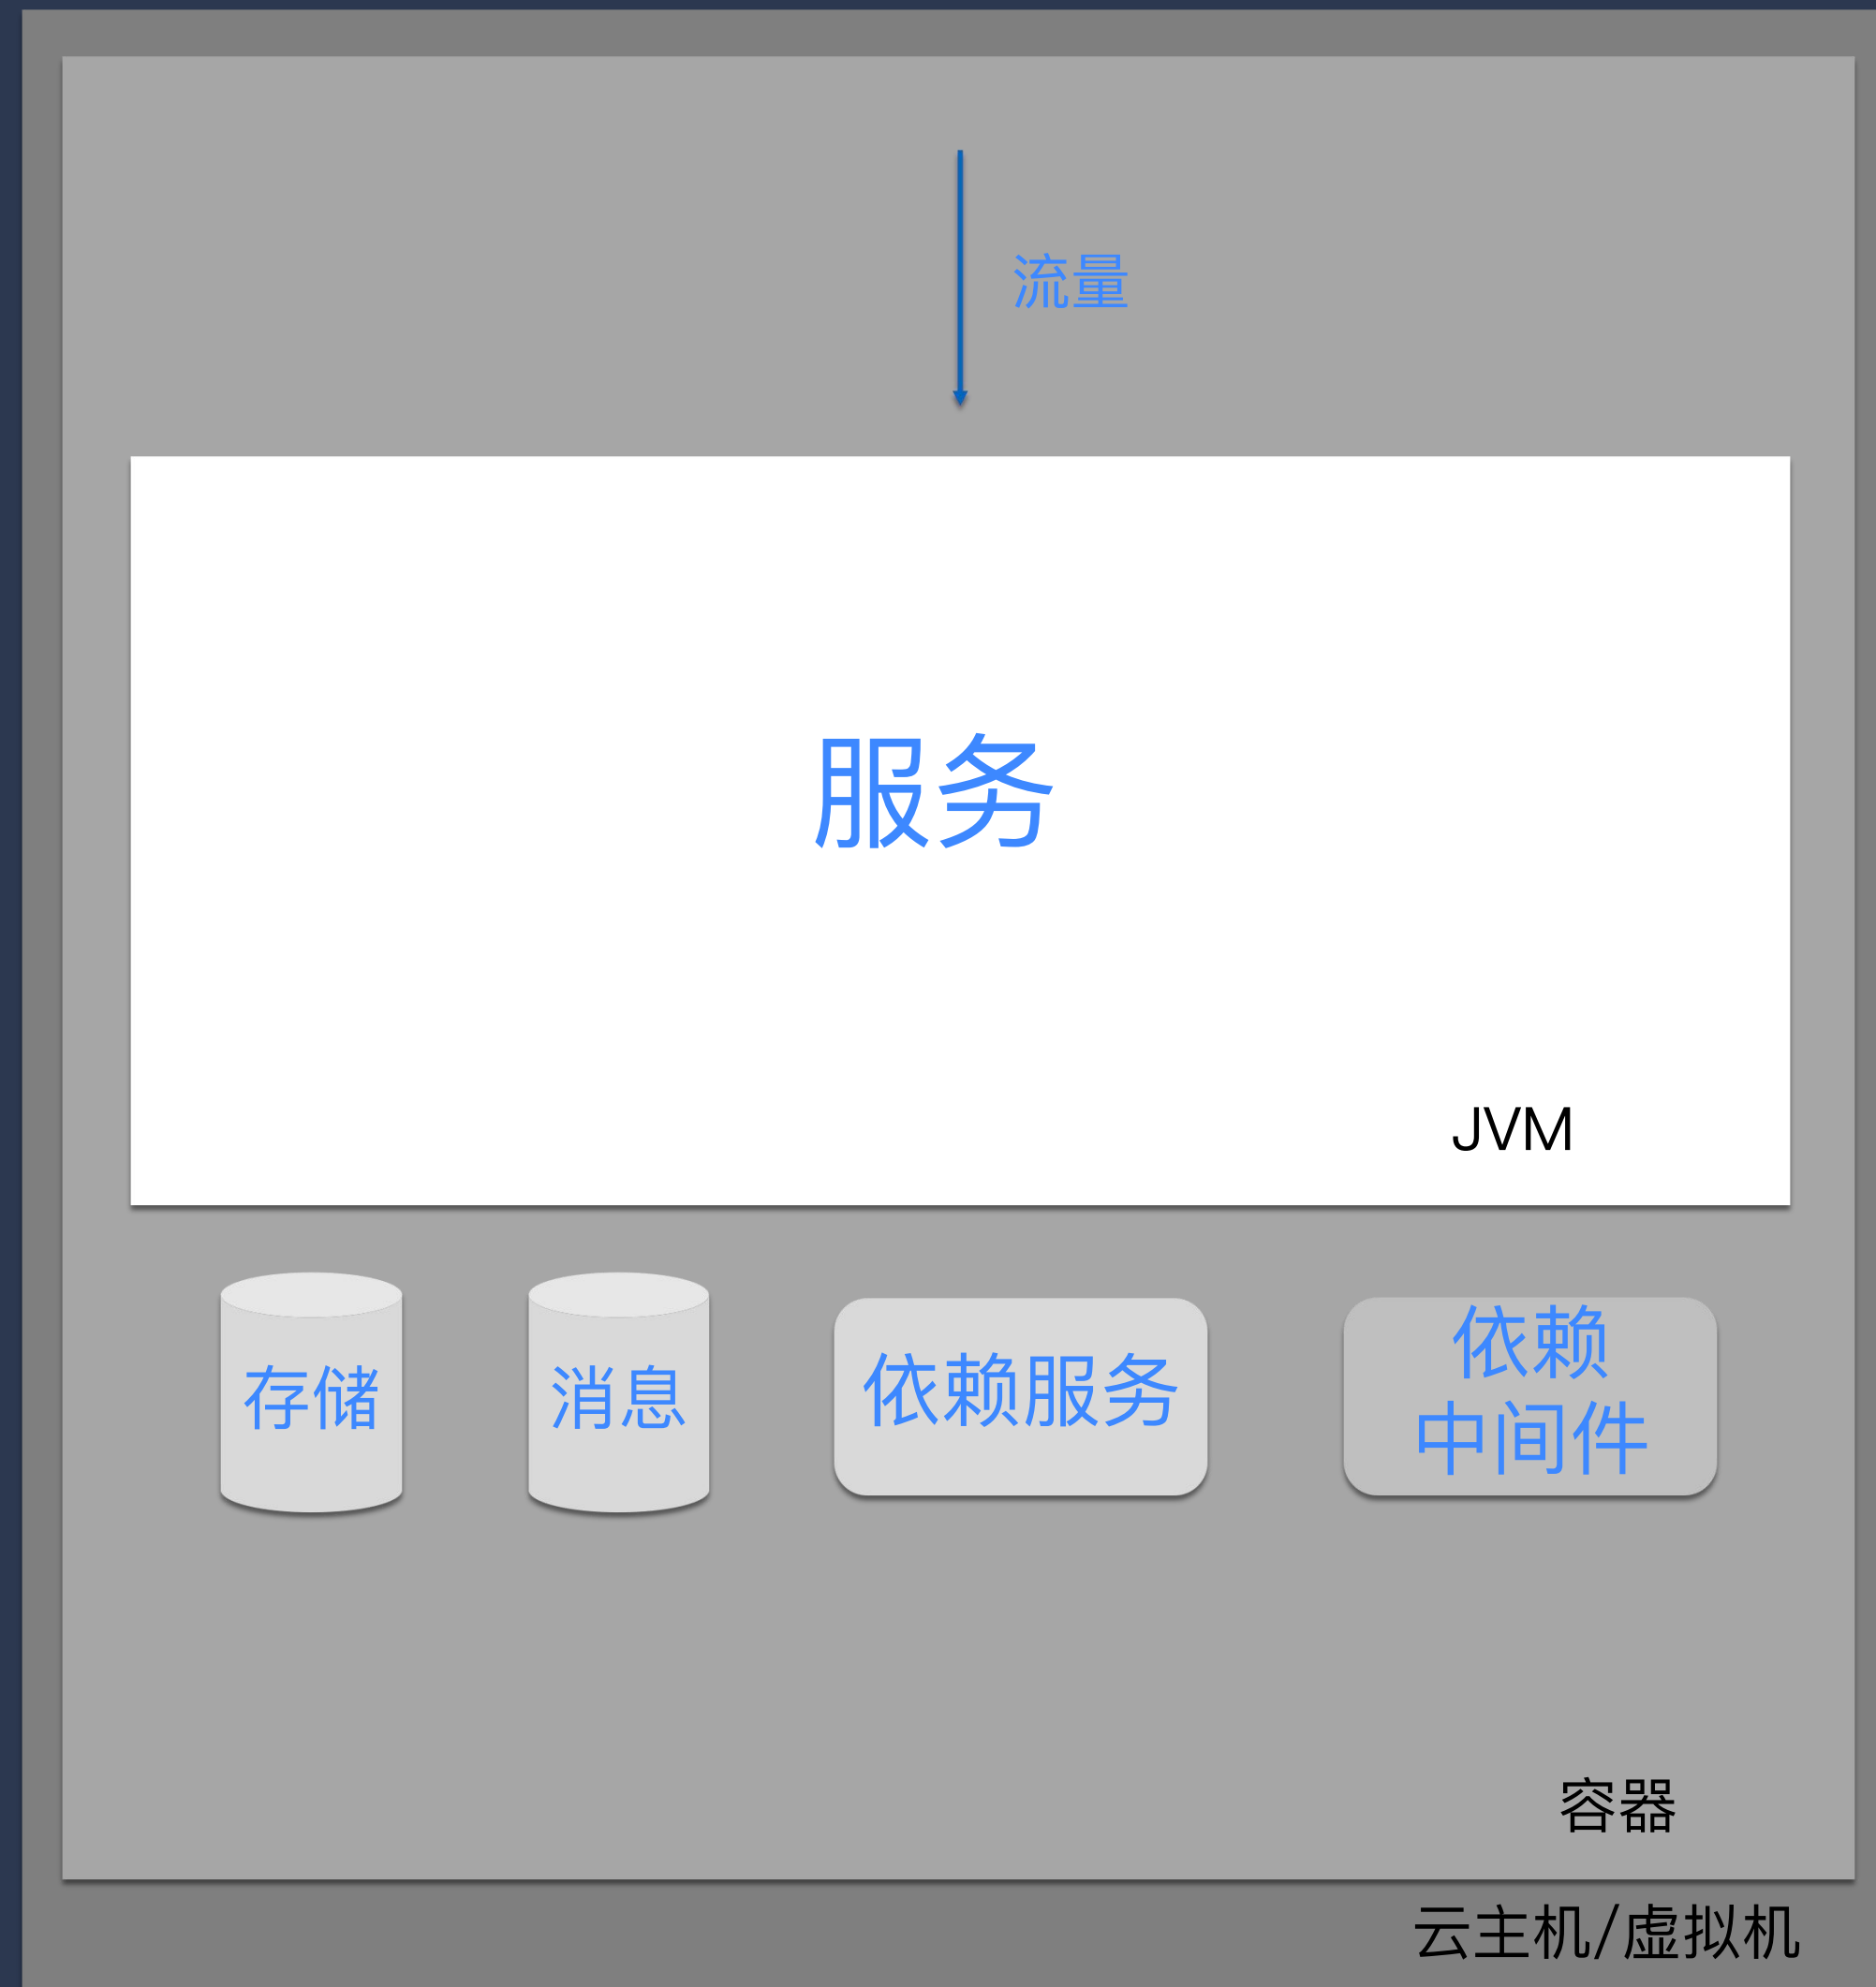 流量
服务
JVM
存储
消息
依赖服务
依赖
中间件
容器
云主机/虚拟机